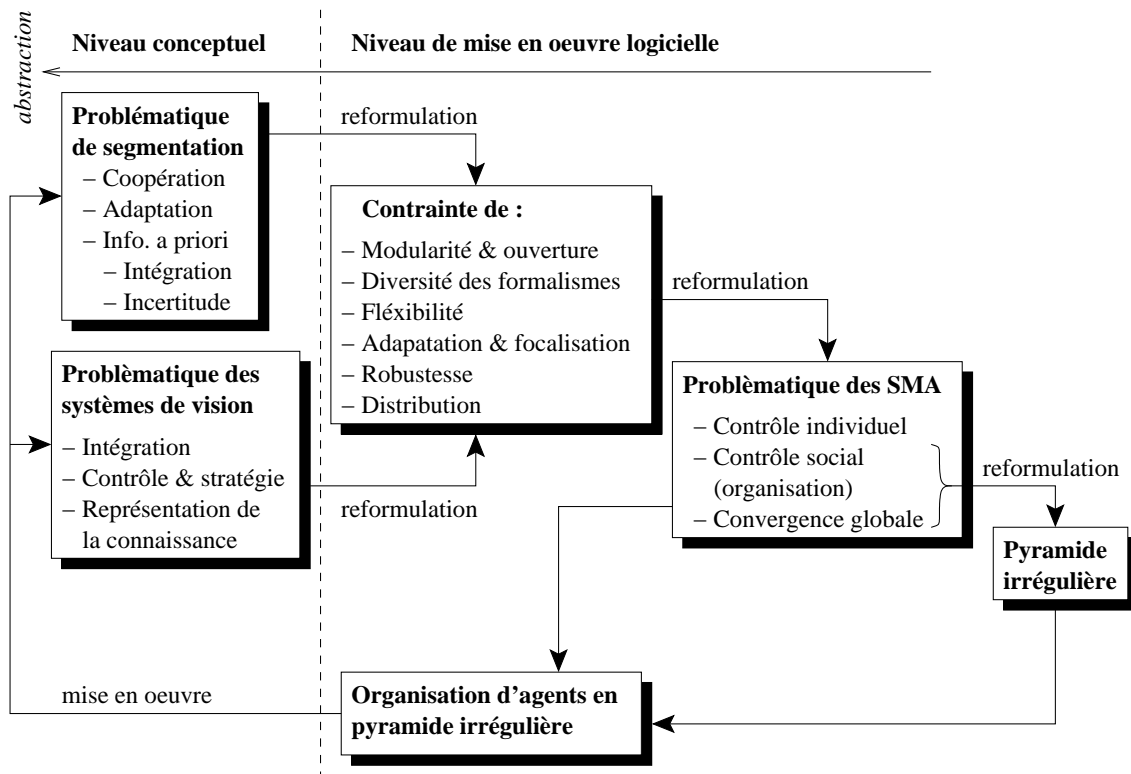 Niveau conceptuel
Niveau de mise en oeuvre logicielle
abstraction
Problématique
de segmentation
– Coopération
– Adaptation
– Info. a priori
– Intégration
– Incertitude
reformulation
Contrainte de :
– Modularité & ouverture
– Diversité des formalismes
– Fléxibilité
– Adapatation & focalisation
– Robustesse
– Distribution
reformulation
Problèmatique des
systèmes de vision
– Intégration
– Contrôle & stratégie
– Représentation de
la connaissance
reformulation
Problèmatique des SMA
– Contrôle individuel
– Contrôle social
(organisation)
– Convergence globale
reformulation
Pyramide
irrégulière
mise en oeuvre
Organisation d'agents en
pyramide irrégulière